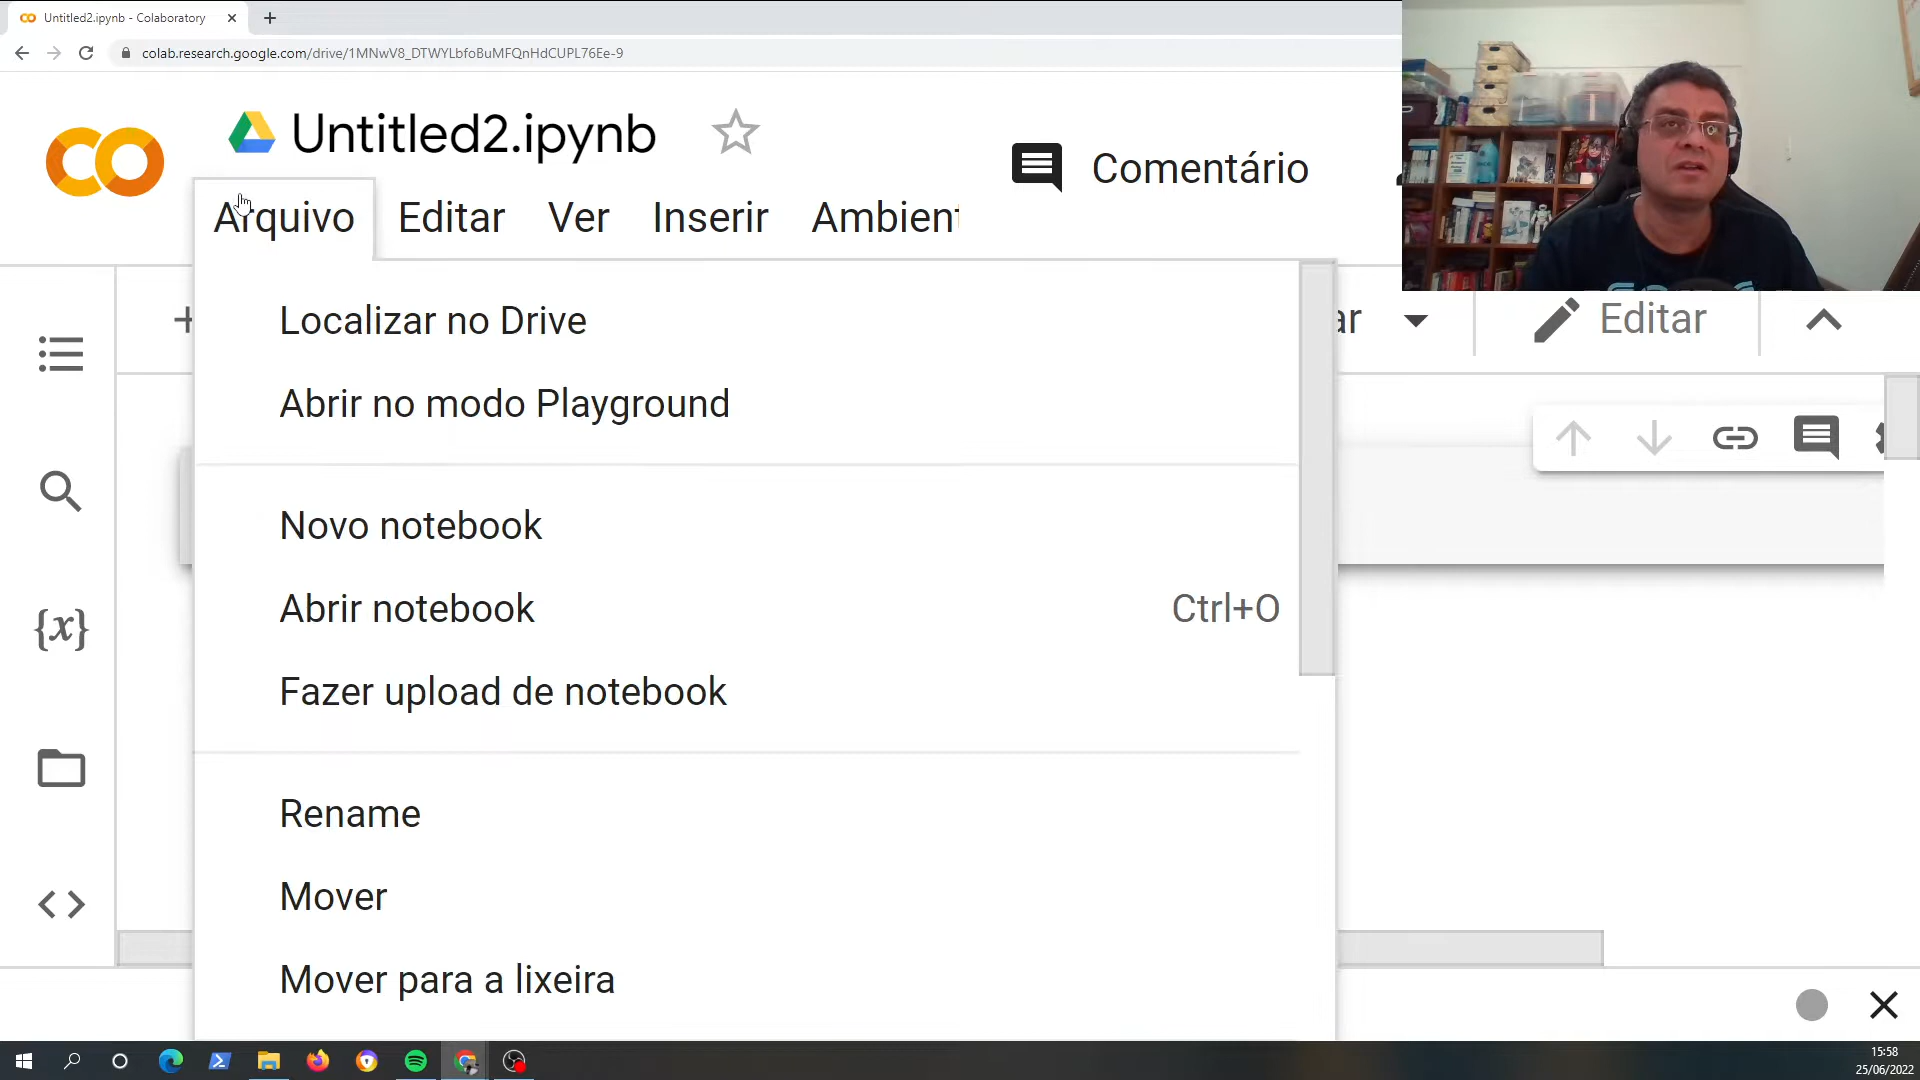 Untitled2.ipynb - Colaboratory
colab.research.google.com/drive/1MNwV8_DTWYLbfoBuMFQnHdCUPL76Ee-9
Untitled2.ipynb
Comentário
Arquivo Editar Ver Inserir Ambient
ar Editar
Localizar no Drive
Abrir no modo Playground
Novo notebook
Abrir notebook Ctrl+O
Fazer upload de notebook
{x}
Rename
Mover
Mover para a lixeira
15:58
25/06/2022